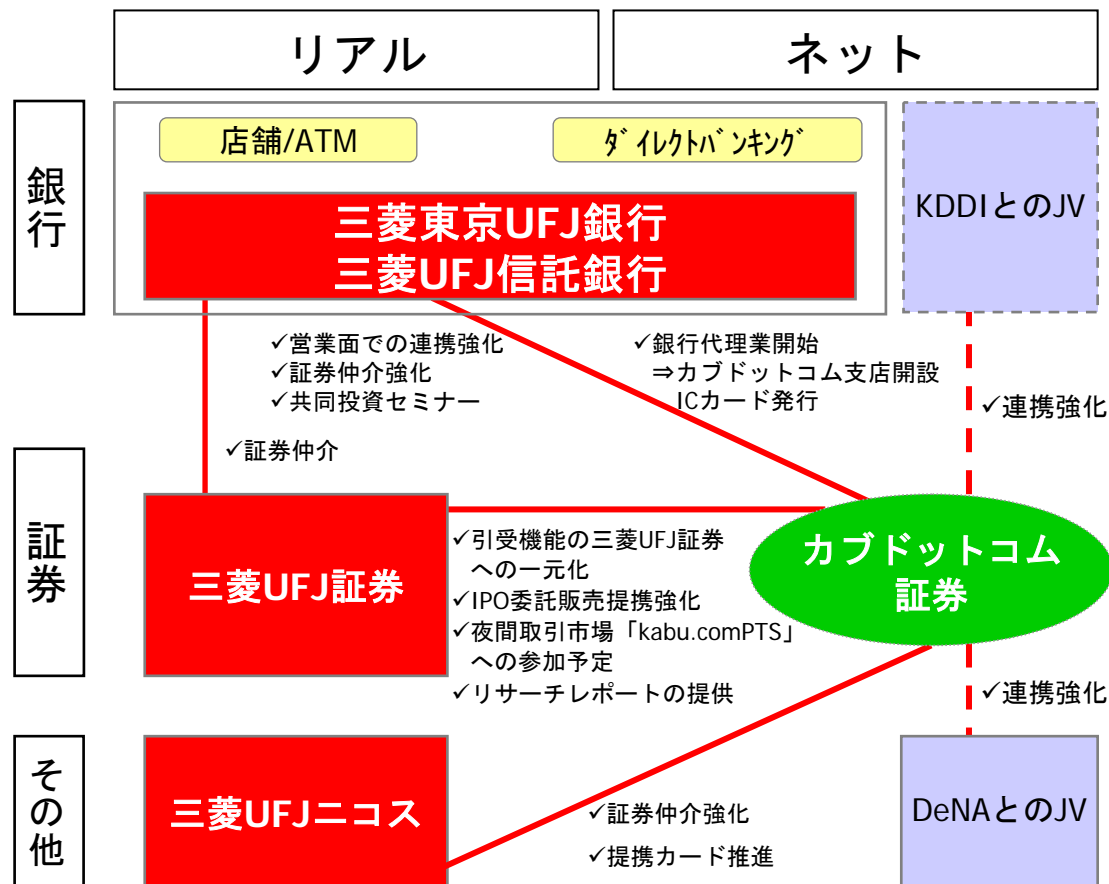 リアル
ネット
銀行
店舗/ATM
ﾀﾞｲﾚｸﾄﾊﾞﾝｷﾝｸﾞ
三菱東京UFJ銀行
三菱UFJ信託銀行
KDDIとのJV
✓営業面での連携強化
✓証券仲介強化
✓共同投資セミナー
✓銀行代理業開始
⇒カブドットコム支店開設
ICカード発行
✓連携強化
✓証券仲介
証券
三菱UFJ証券
✓引受機能の三菱UFJ証券
への一元化
✓IPO委託販売提携強化
✓夜間取引市場「kabu.comPTS」
への参加予定
✓リサーチレポートの提供
カブドットコム
証券
✓連携強化
その他
三菱UFJニコス
✓証券仲介強化
✓提携カード推進
DeNAとのJV